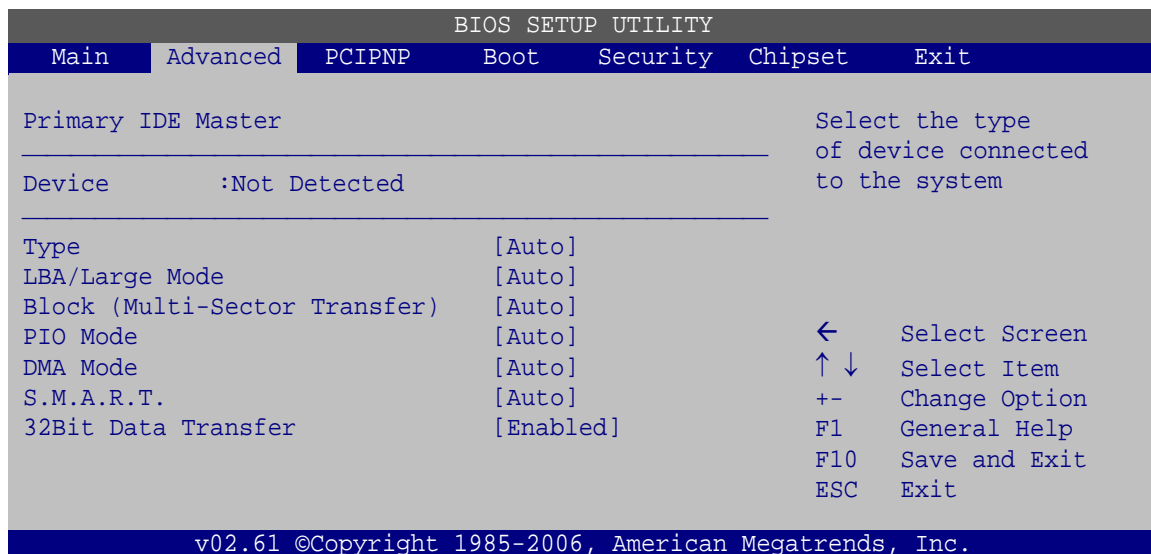 BIOS SETUP UTILITY
Main Advanced PCIPNP Boot Security Chipset Exit
Primary IDE Master
Device :Not Detected
Type [Auto]
LBA/Large Mode [Auto]
Block (Multi-Sector Transfer) [Auto]
PIO Mode [Auto]
DMA Mode [Auto]
S.M.A.R.T. [Auto]
32Bit Data Transfer [Enabled]
Select the type
of device connected
to the system
← Select Screen
↑ ↓ Select Item
+- Change Option
F1 General Help
F10 Save and Exit
ESC Exit
v02.61 ©Copyright 1985-2006, American Megatrends, Inc.